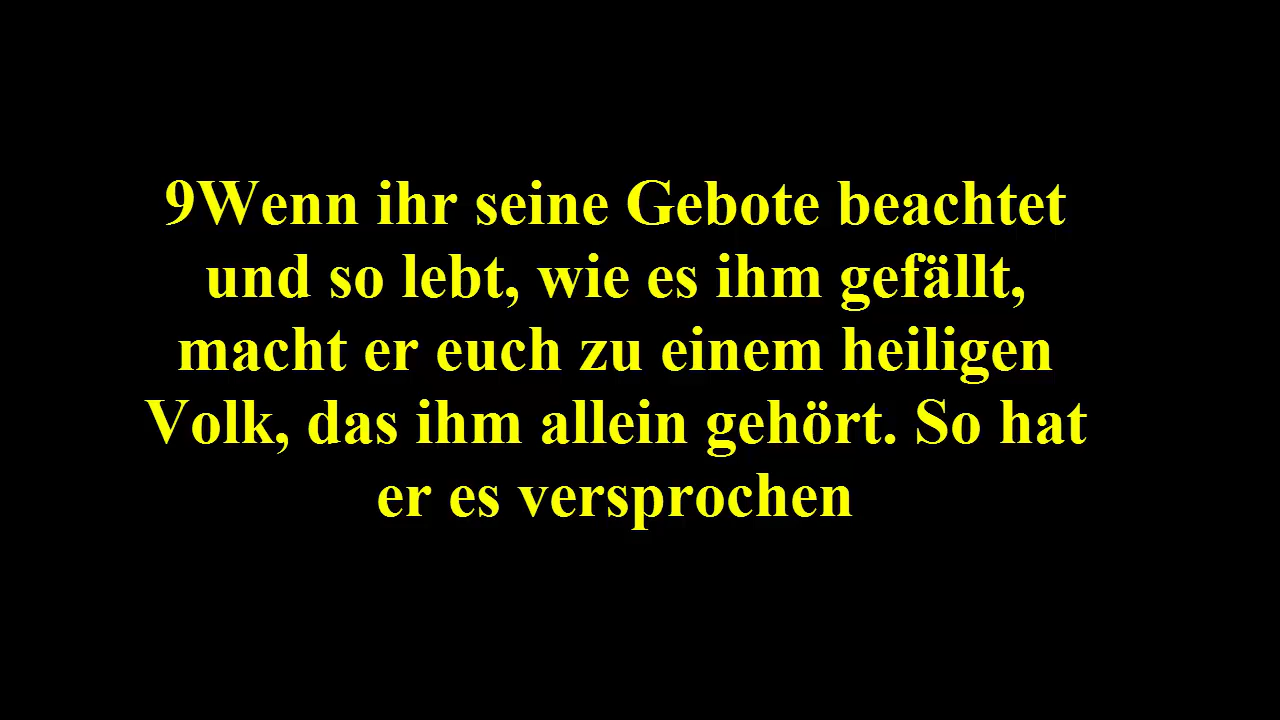 9Wenn ihr seine Gebote beachtet
und so lebt, wie es ihm gefällt,
macht er euch zu einem heiligen
Volk, das ihm allein gehört. So hat
er es versprochen